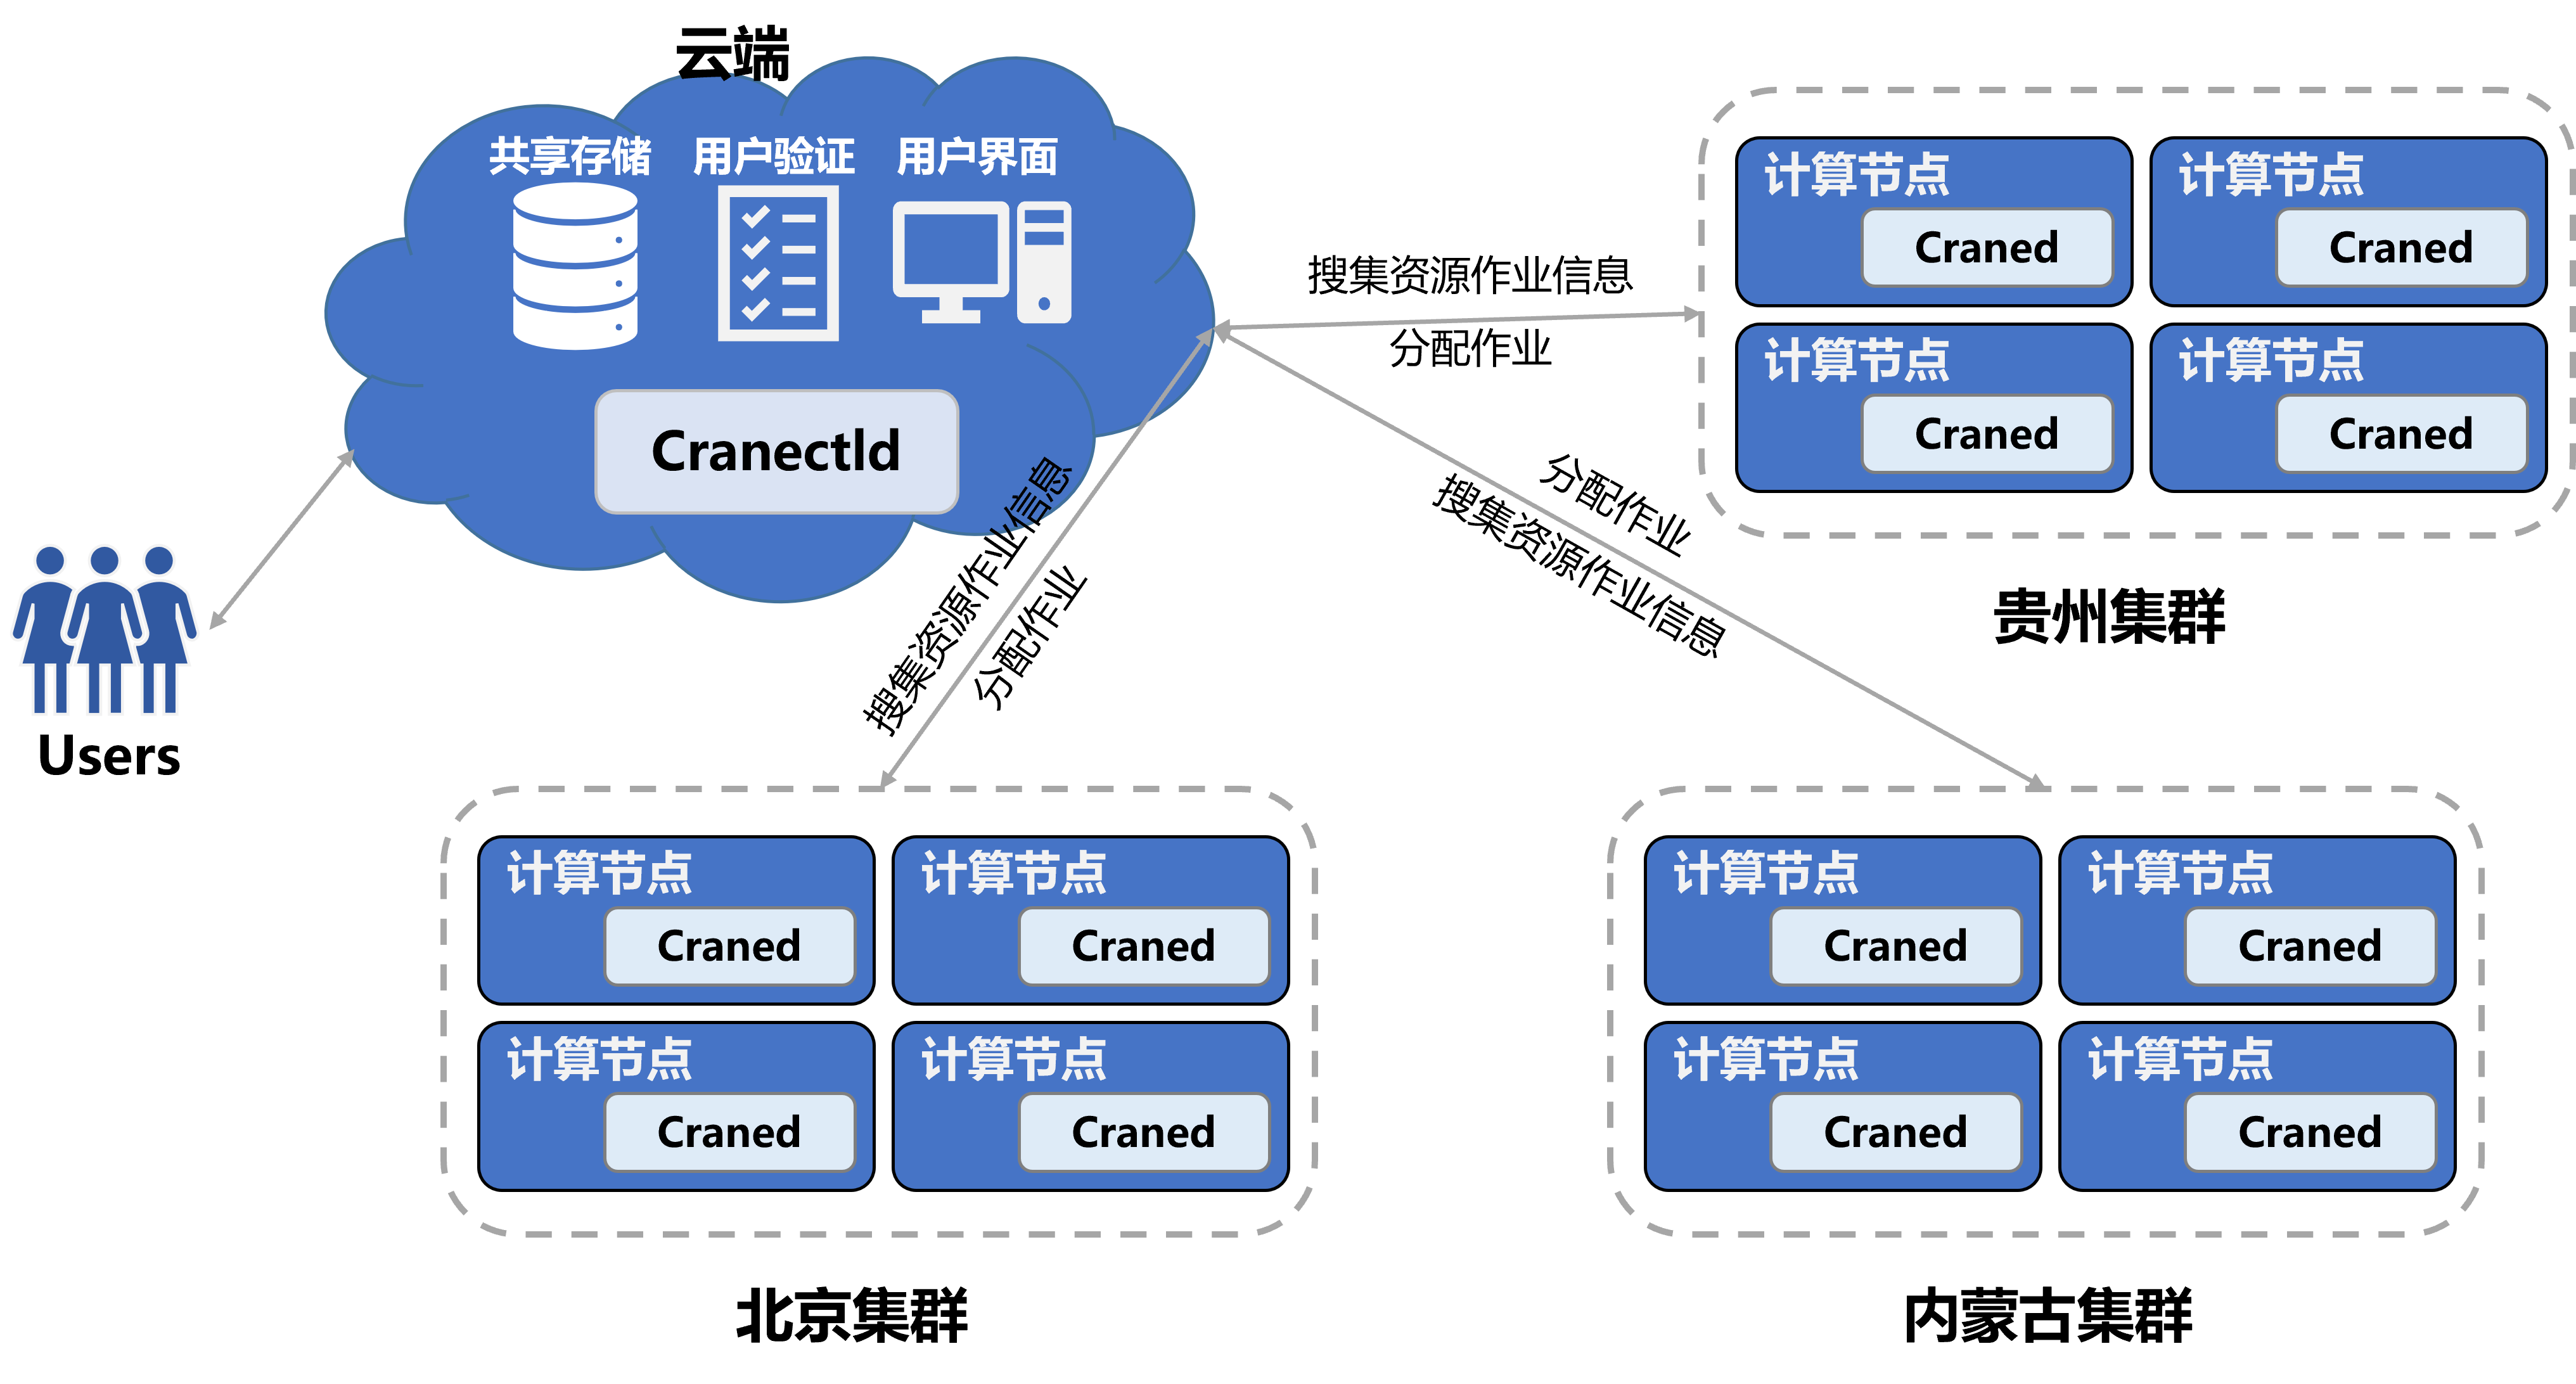 云端
共享存储
用户验证
用户界面
Cranectld
Users
搜集资源作业信息
分配作业
搜集资源作业信息
分配作业
分配作业
搜集资源作业信息
计算节点
Craned
计算节点
Craned
计算节点
Craned
计算节点
Craned
贵州集群
计算节点
Craned
计算节点
Craned
计算节点
Craned
计算节点
Craned
北京集群
计算节点
Craned
计算节点
Craned
计算节点
Craned
计算节点
Craned
内蒙古集群